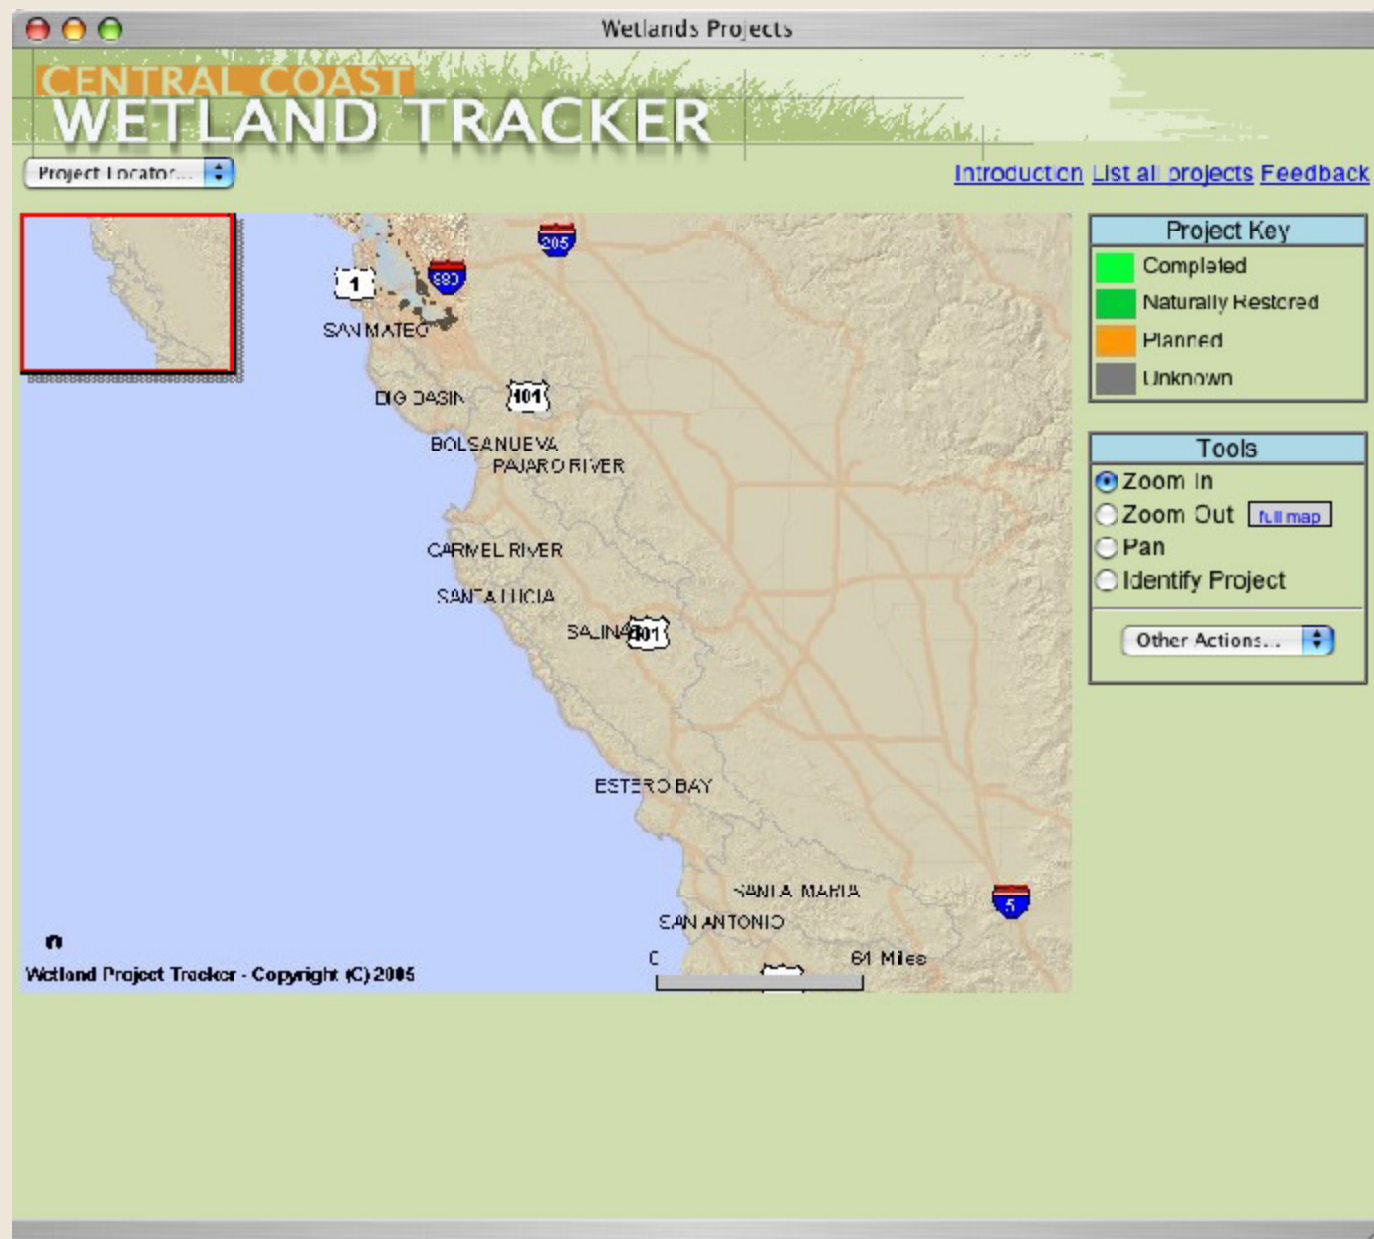 Wetlands Projects
CENTRAL COAST
WETLAND TRACKER
Project Locator...
Introduction List all projects Feedback
205
1
880
SAN MATEO
BIG BASIN
101
BOLSANUEVA
PAJARO RIVER
CARMEL RIVER
SANTA LUCIA
SALINAS
101
ESTERO BAY
SANTA MARIA
5
SAN ANTONIO
0 64 Miles
Wetland Project Tracker - Copyright (C) 2005
Project Key
Completed
Naturally Restored
Planned
Unknown
Tools
Zoom In
Zoom Out full map
Pan
Identify Project
Other Actions...